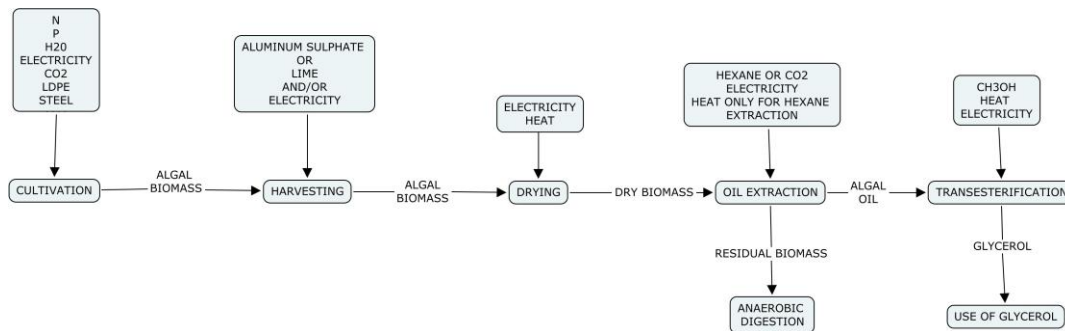 N
P
H20
ELECTRICITY
CO2
LDPE
STEEL
ALUMINUM SULPHATE
OR
LIME
AND/OR
ELECTRICITY
ELECTRICITY
HEAT
HEXANE OR CO2
ELECTRICITY
HEAT ONLY FOR HEXANE
EXTRACTION
CH3OH
HEAT
ELECTRICITY
CULTIVATION
ALGAL
BIOMASS
HARVESTING
ALGAL
BIOMASS
DRYING
DRY BIOMASS
OIL EXTRACTION
ALGAL
OIL
TRANSESTERIFICATION
RESIDUAL BIOMASS
GLYCEROL
ANAEROBIC
DIGESTION
USE OF GLYCEROL